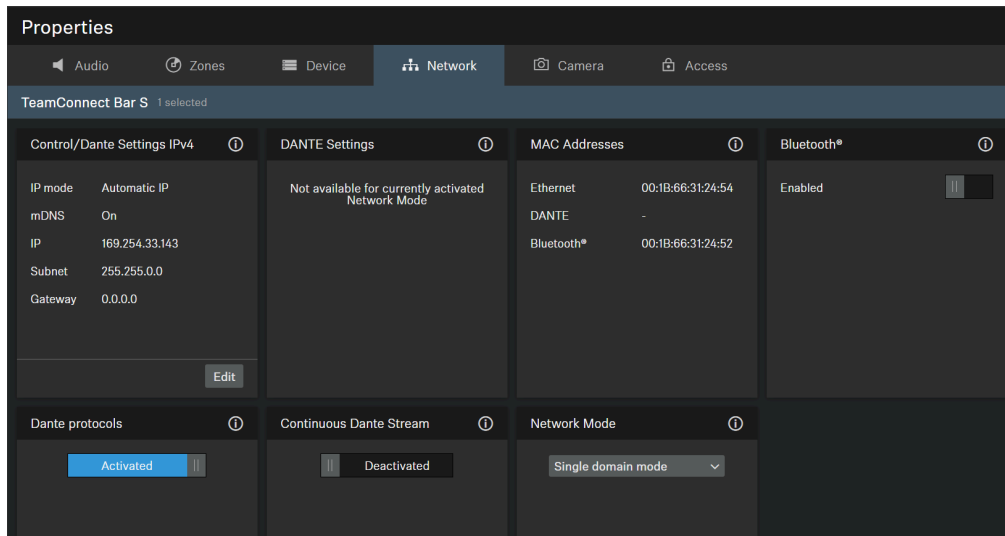 Properties
Audio
Zones
Device
Network
Camera
Access
TeamConnect Bar S 1 selected
Control/Dante Settings IPv4
IP mode Automatic IP
mDNS On
IP 169.254.33.143
Subnet 255.255.0.0
Gateway 0.0.0.0
Edit
DANTE Settings
Not available for currently activated
Network Mode
MAC Addresses
Ethernet 00:1B:66:31:24:54
DANTE -
Bluetooth® 00:1B:66:31:24:52
Bluetooth®
Enabled
Dante protocols
Activated
Continuous Dante Stream
Deactivated
Network Mode
Single domain mode